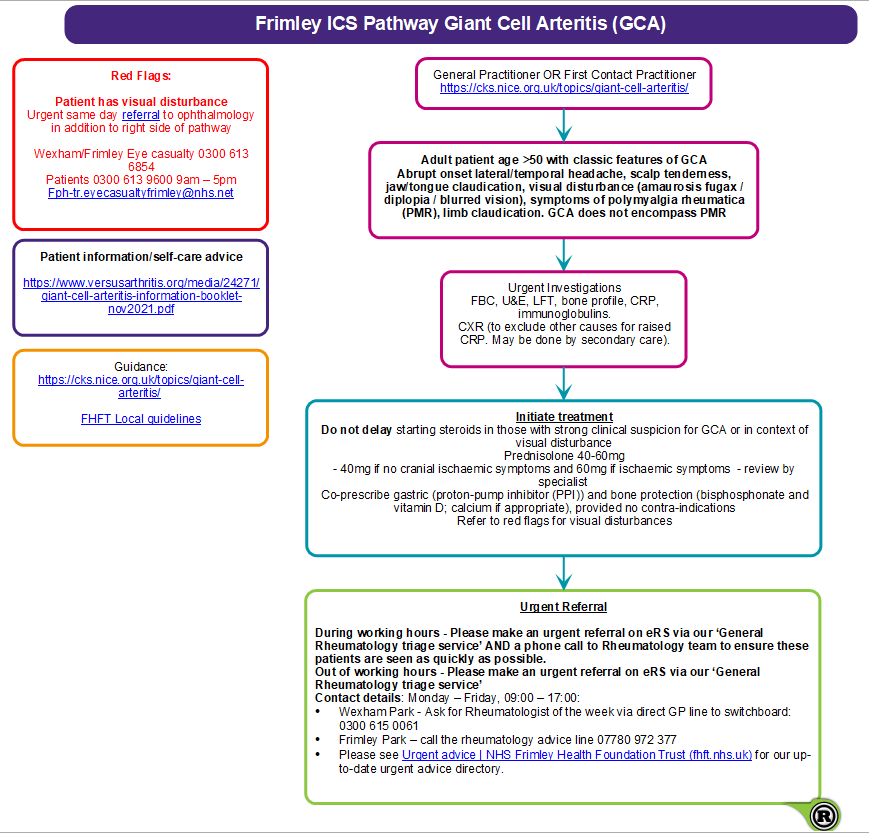 Frimley ICS Pathway Giant Cell Arteritis (GCA)
Red Flags:
Patient has visual disturbance
Urgent same day referral to ophthalmology
in addition to right side of pathway
Wexham/Frimley Eye casualty 0300 613
6854
Patients 0300 613 9600 9am – 5pm
Fph-tr.eyecasualtyfrimley@nhs.net
Patient information/self-care advice
https://www.versusarthritis.org/media/24271/
giant-cell-arteritis-information-booklet-
nov2021.pdf
Guidance:
https://cks.nice.org.uk/topics/giant-cell-
arteritis/
FHFT Local guidelines
General Practitioner OR First Contact Practitioner
https://cks.nice.org.uk/topics/giant-cell-arteritis/
Adult patient age >50 with classic features of GCA
Abrupt onset lateral/temporal headache, scalp tenderness,
jaw/tongue claudication, visual disturbance (amaurosis fugax /
diplopia / blurred vision), symptoms of polymyalgia rheumatica
(PMR), limb claudication. GCA does not encompass PMR
Urgent Investigations
FBC, U&E, LFT, bone profile, CRP,
immunoglobulins.
CXR (to exclude other causes for raised
CRP. May be done by secondary care).
Initiate treatment
Do not delay starting steroids in those with strong clinical suspicion for GCA or in context of
visual disturbance
Prednisolone 40-60mg
- 40mg if no cranial ischaemic symptoms and 60mg if ischaemic symptoms - review by
specialist
Co-prescribe gastric (proton-pump inhibitor (PPI)) and bone protection (bisphosphonate and
vitamin D; calcium if appropriate), provided no contra-indications
Refer to red flags for visual disturbances
Urgent Referral
During working hours - Please make an urgent referral on eRS via our ‘General
Rheumatology triage service’ AND a phone call to Rheumatology team to ensure these
patients are seen as quickly as possible.
Out of working hours - Please make an urgent referral on eRS via our ‘General
Rheumatology triage service’
Contact details: Monday – Friday, 09:00 – 17:00:
• Wexham Park - Ask for Rheumatologist of the week via direct GP line to switchboard:
0300 615 0061
• Frimley Park – call the rheumatology advice line 07780 972 377
• Please see Urgent advice | NHS Frimley Health Foundation Trust (fhft.nhs.uk) for our up-
to-date urgent advice directory.
R